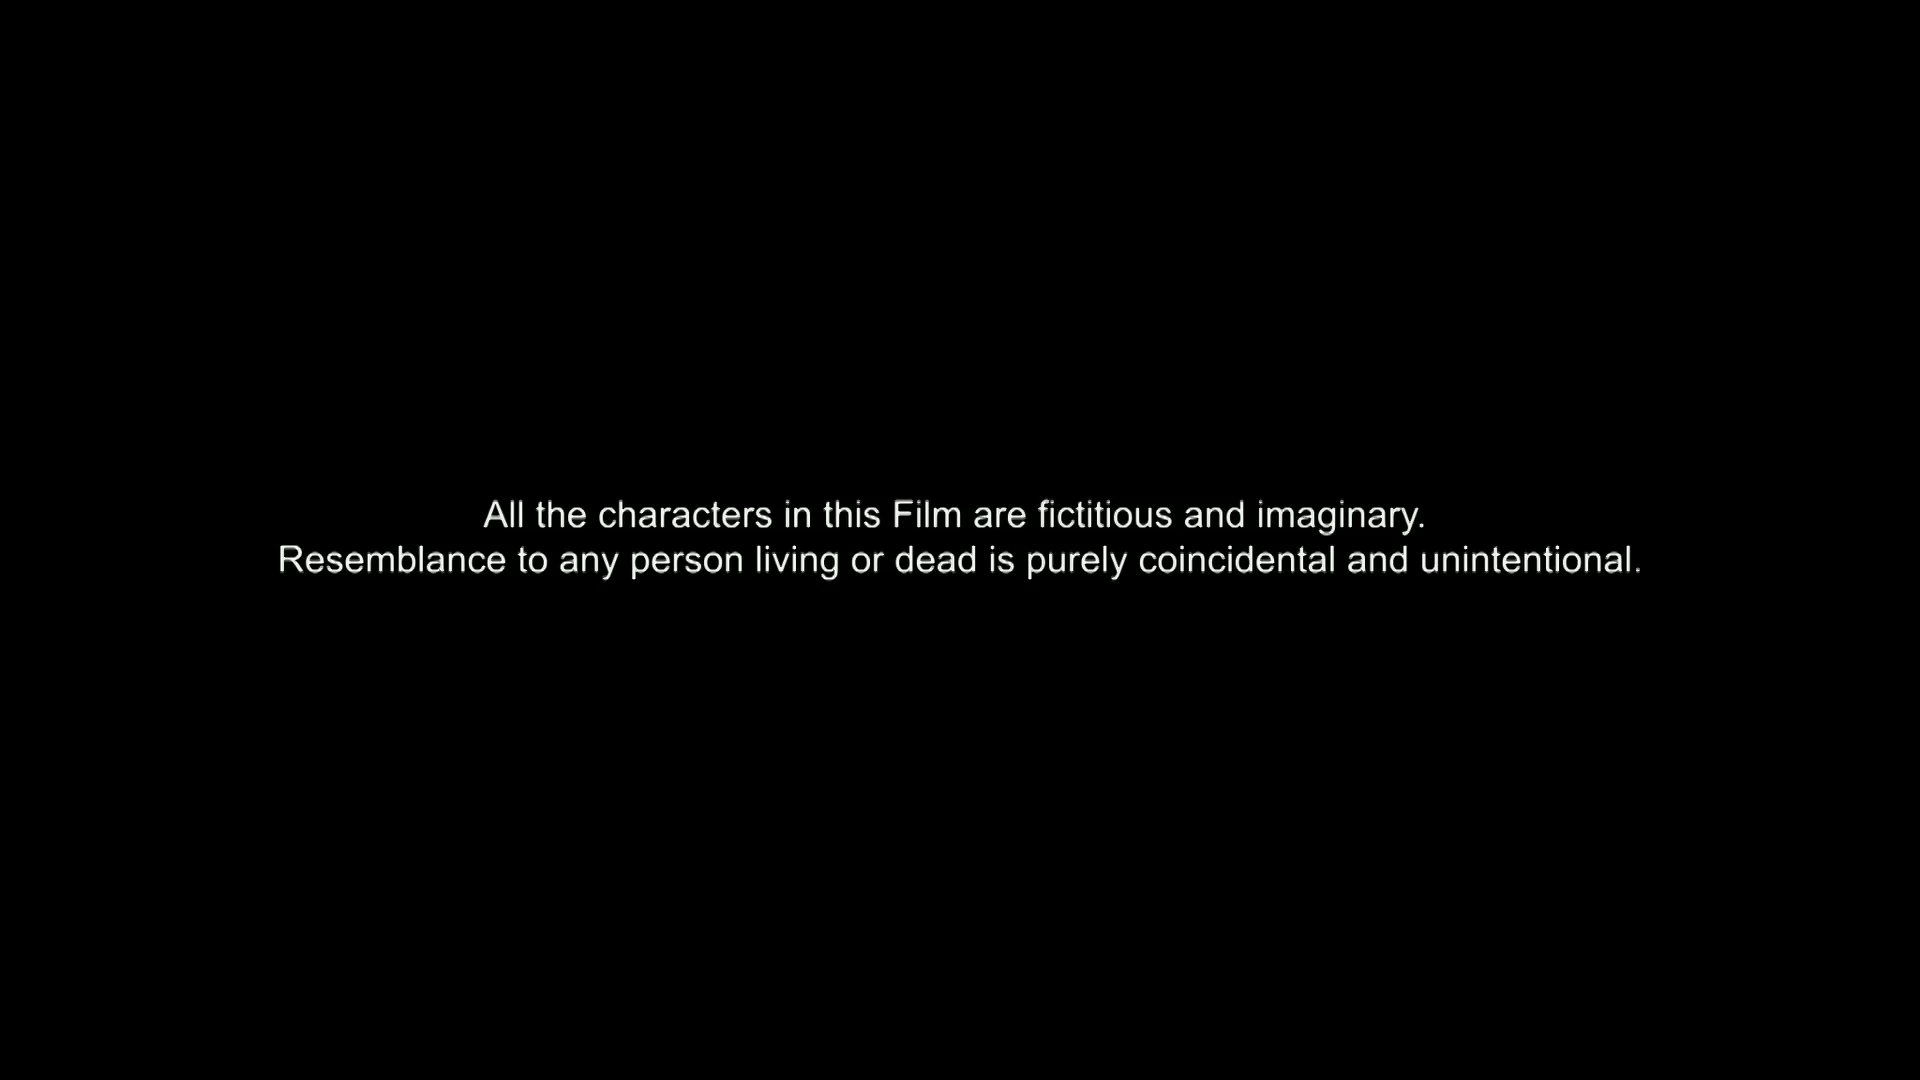 All the characters in this Film are fictitious and imaginary.
Resemblance to any person living or dead is purely coincidental and unintentional.